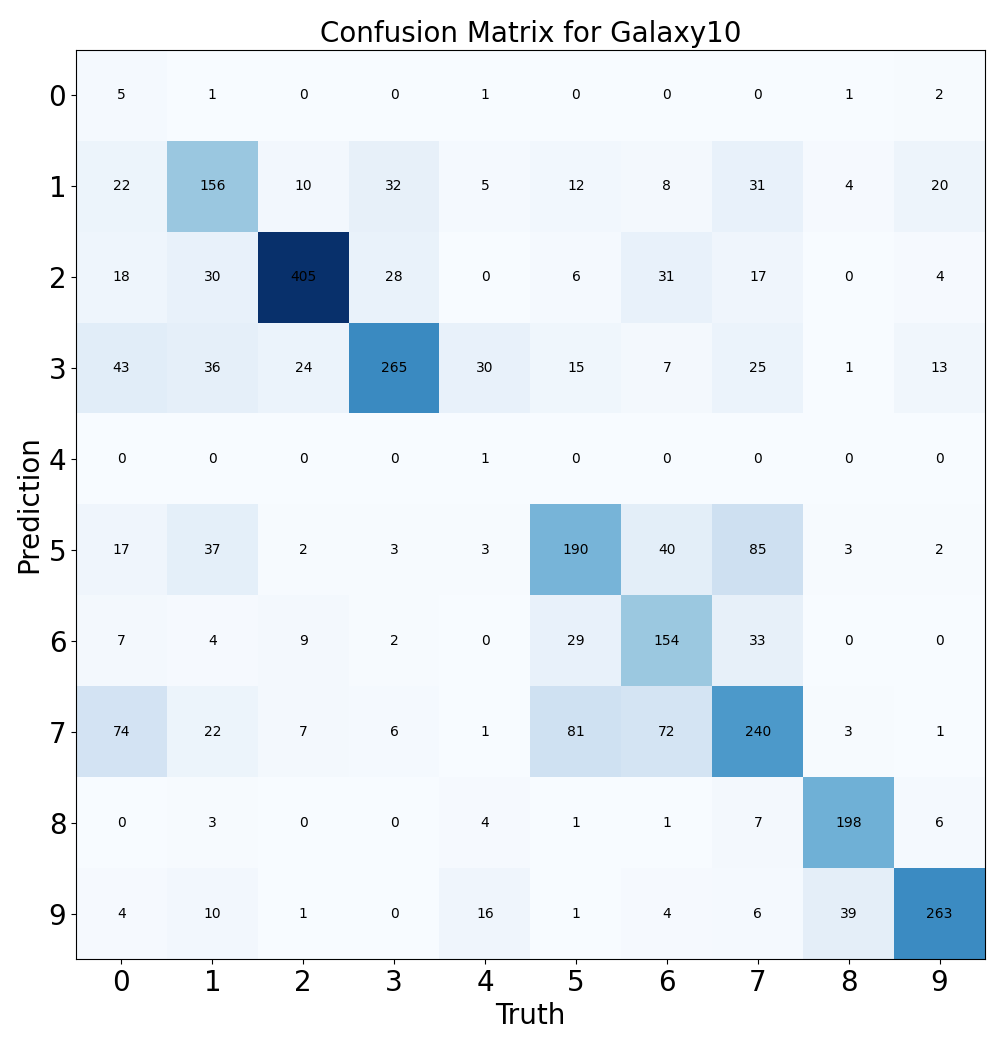 Confusion Matrix for Galaxy10
0 5 1 0 0 1 0 0 0 1 2
1 22 156 10 32 5 12 8 31 4 20
2 18 30 405 28 0 6 31 17 0 4
3 43 36 24 265 30 15 7 25 1 13
4 0 0 0 0 1 0 0 0 0 0
Prediction
5 17 37 2 3 3 190 40 85 3 2
6 7 4 9 2 0 29 154 33 0 0
7 74 22 7 6 1 81 72 240 3 1
8 0 3 0 0 4 1 1 7 198 6
9 4 10 1 0 16 1 4 6 39 263
0 1 2 3 4 5 6 7 8 9
Truth